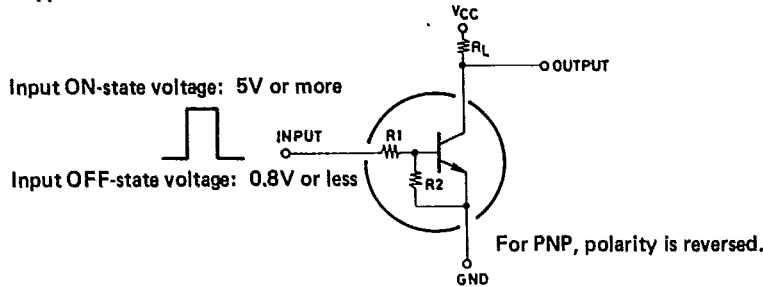 VCC
RL
OUTPUT
Input ON-state voltage: 5V or more
INPUT
R1
Input OFF-state voltage: 0.8V or less
R2
For PNP, polarity is reversed.
GND